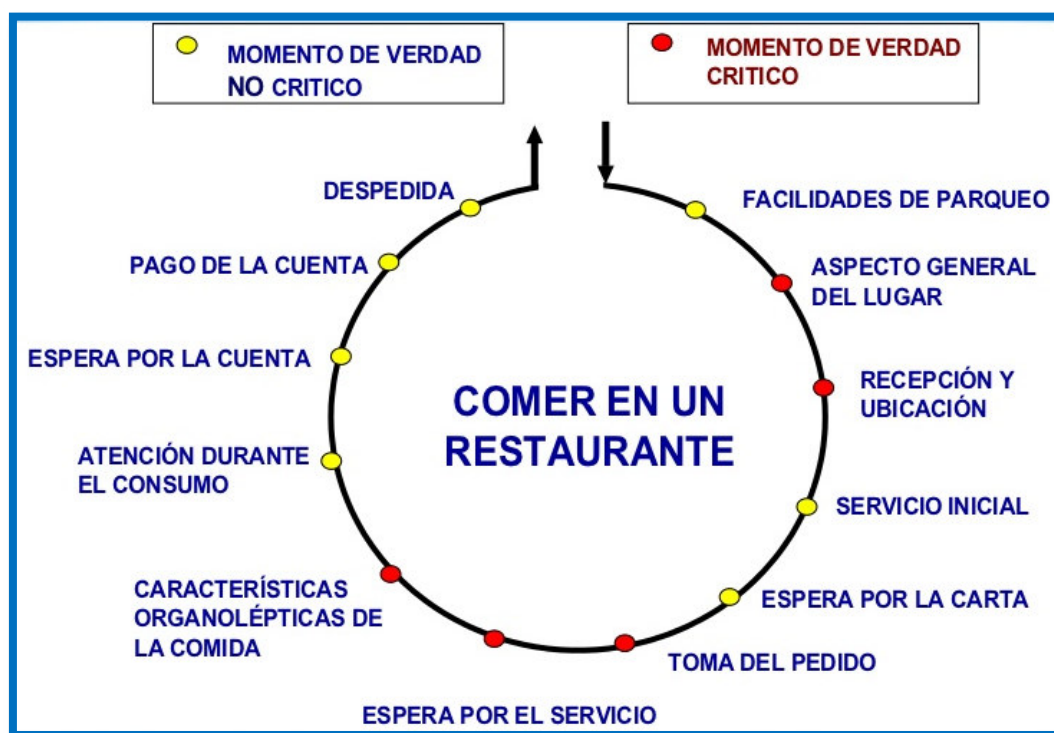 MOMENTO DE VERDAD
NO CRITICO
MOMENTO DE VERDAD
CRITICO
DESPEDIDA
FACILIDADES DE PARQUEO
PAGO DE LA CUENTA
ASPECTO GENERAL
DEL LUGAR
ESPERA POR LA CUENTA
RECEPCIÓN Y
UBICACIÓN
COMER EN UN
RESTAURANTE
ATENCIÓN DURANTE
EL CONSUMO
SERVICIO INICIAL
CARACTERÍSTICAS
ORGANOLÉPTICAS DE
LA COMIDA
ESPERA POR LA CARTA
TOMA DEL PEDIDO
ESPERA POR EL SERVICIO